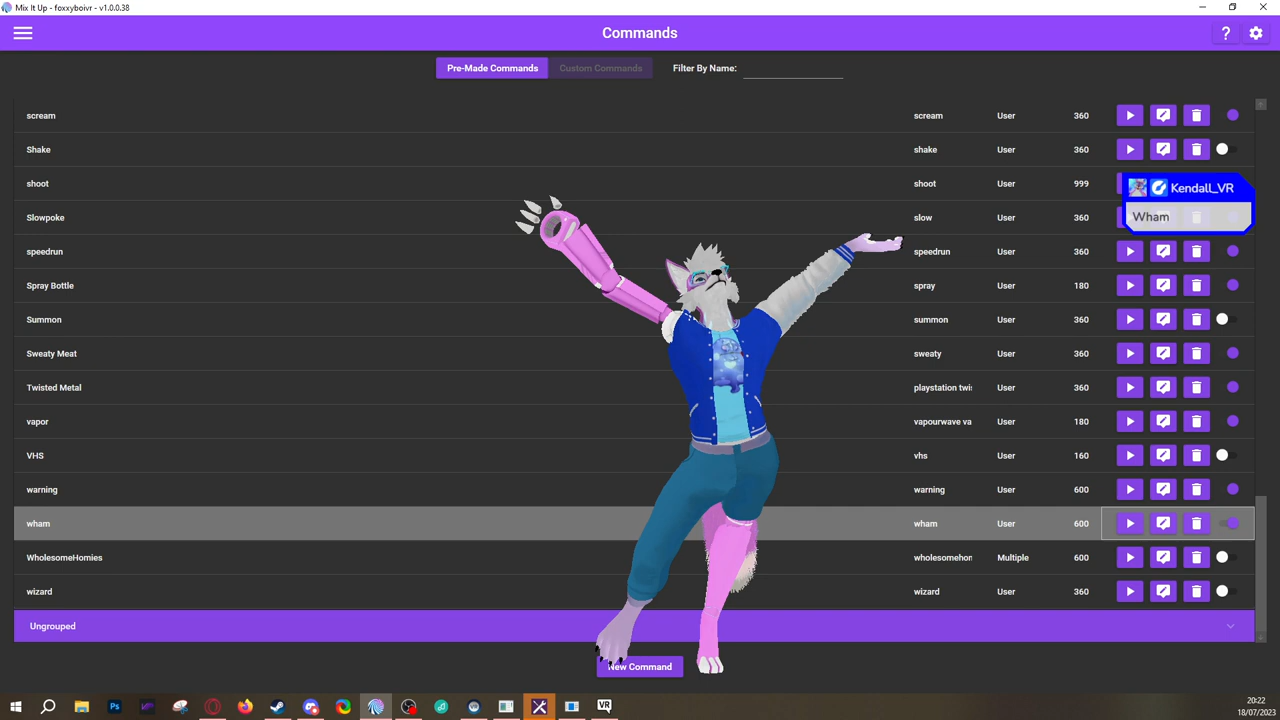 Mix It Up - foxxyboivr - v1.0.0.38
Commands
?
Pre-Made Commands Custom Commands Filter By Name:
scream scream User 360
Shake shake User 360
shoot shoot User 999
Kendall_VR
Wham
Slowpoke slow User 360
speedrun speedrun User 360
Spray Bottle spray User 180
Summon summon User 360
Sweaty Meat sweaty User 360
Twisted Metal playstation twi User 360
vapor vapourwave va User 180
VHS vhs User 160
warning warning User 600
wham wham User 600
WholesomeHomies wholesomehom Multiple 600
wizard wizard User 360
Ungrouped
New Command
Ps
VR
20:22
18/07/2023